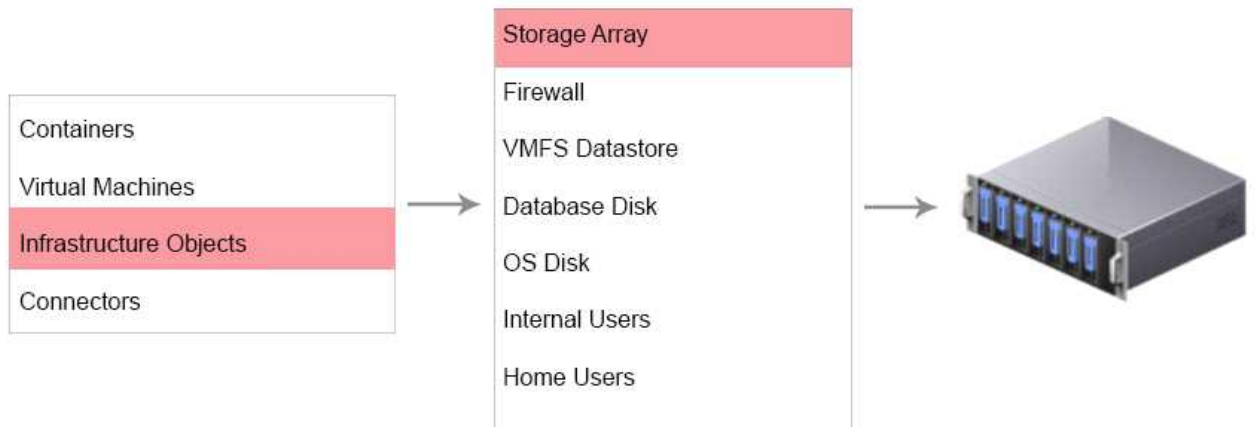 Containers
Virtual Machines
Infrastructure Objects
Connectors
Storage Array
Firewall
VMFS Datastore
Database Disk
OS Disk
Internal Users
Home Users